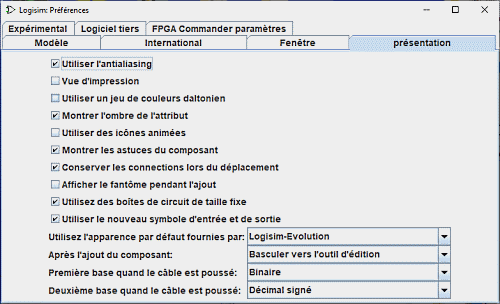 Logisim: Préférences
Expérimental Logiciel tiers FPGA Commander paramètres
Modèle International Fenêtre présentation
Utiliser l'antialiasing
Vue d'impression
Utiliser un jeu de couleurs daltonien
Montrer l'ombre de l'attribut
Utiliser des icônes animées
Montrer les astuces du composant
Conserver les connections lors du déplacement
Afficher le fantôme pendant l'ajout
Utilisez des boîtes de circuit de taille fixe
Utiliser le nouveau symbole d'entrée et de sortie
Utilisez l'apparence par défaut fournies par: Logisim-Evolution
Après l'ajout du composant: Basculer vers l'outil d'édition
Première base quand le câble est poussé: Binaire
Deuxième base quand le câble est poussé: Décimal signé